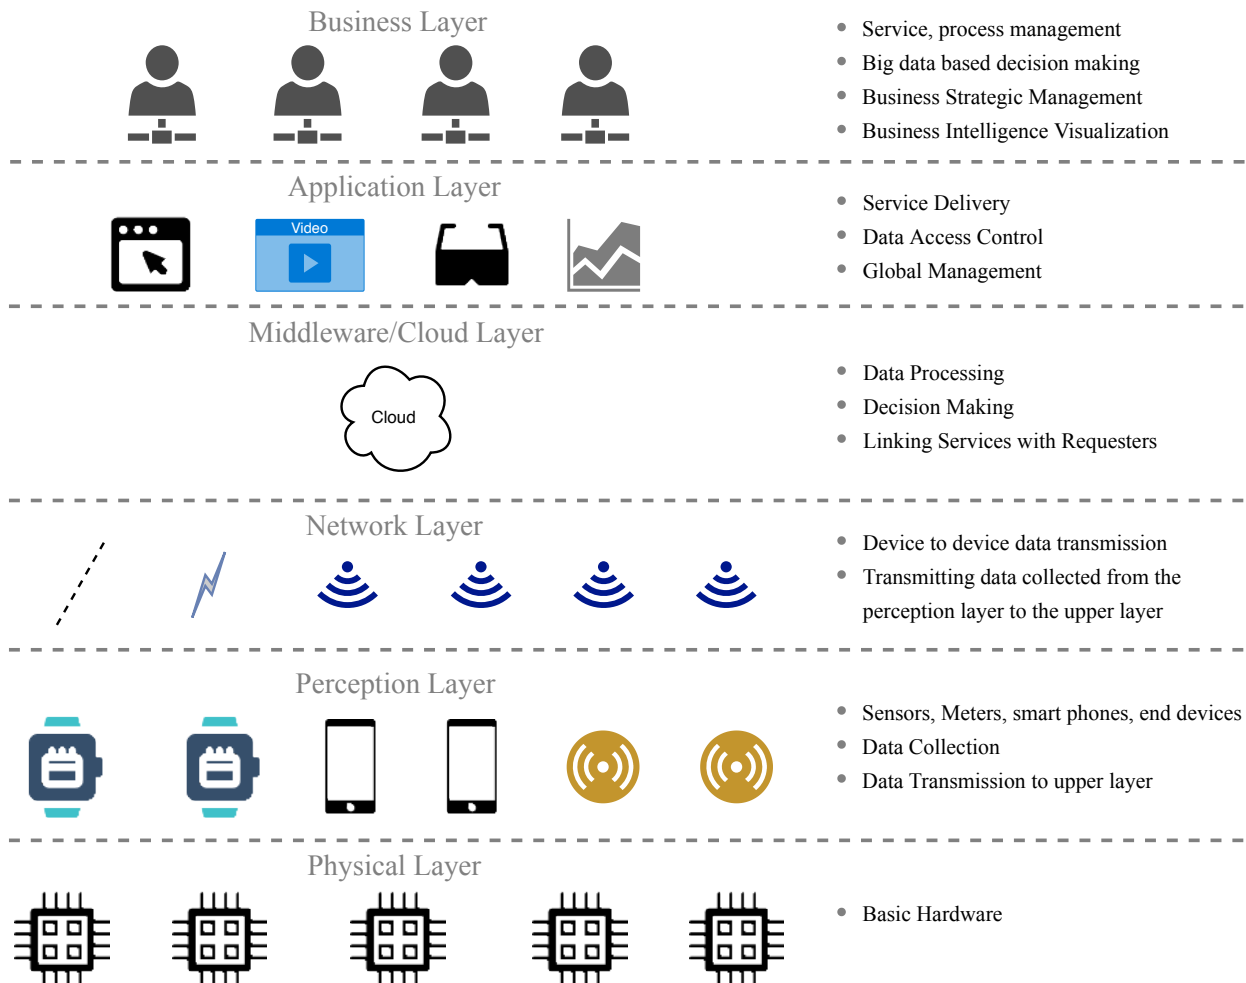 Business Layer
Service, process management
Big data based decision making
Business Strategic Management
Business Intelligence Visualization
Application Layer
Video
Service Delivery
Data Access Control
Global Management
Middleware/Cloud Layer
Cloud
Data Processing
Decision Making
Linking Services with Requesters
Network Layer
Device to device data transmission
Transmitting data collected from the
perception layer to the upper layer
Perception Layer
Sensors, Meters, smart phones, end devices
Data Collection
Data Transmission to upper layer
Physical Layer
Basic Hardware